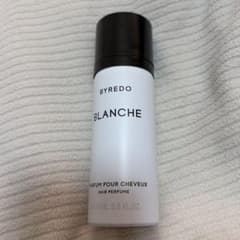 BYREDO
BLANCHE
PARFUM POUR CHEVEUX
HAIR PERFUME